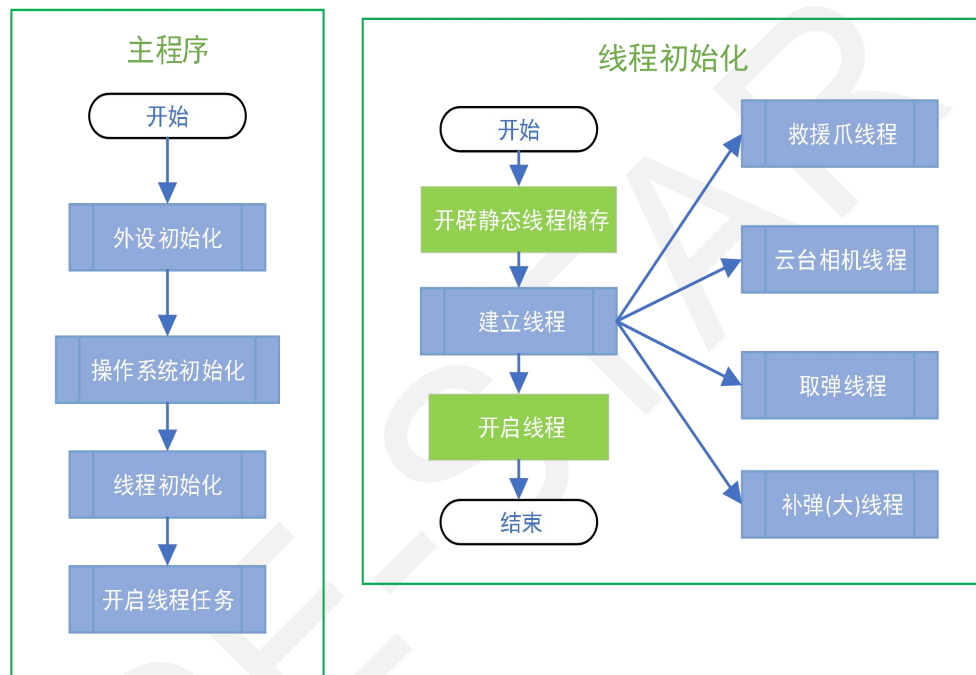 主程序
开始
外设初始化
操作系统初始化
线程初始化
开启线程任务
线程初始化
开始
开辟静态线程储存
建立线程
开启线程
结束
救援爪线程
云台相机线程
取弹线程
补弹(大)线程